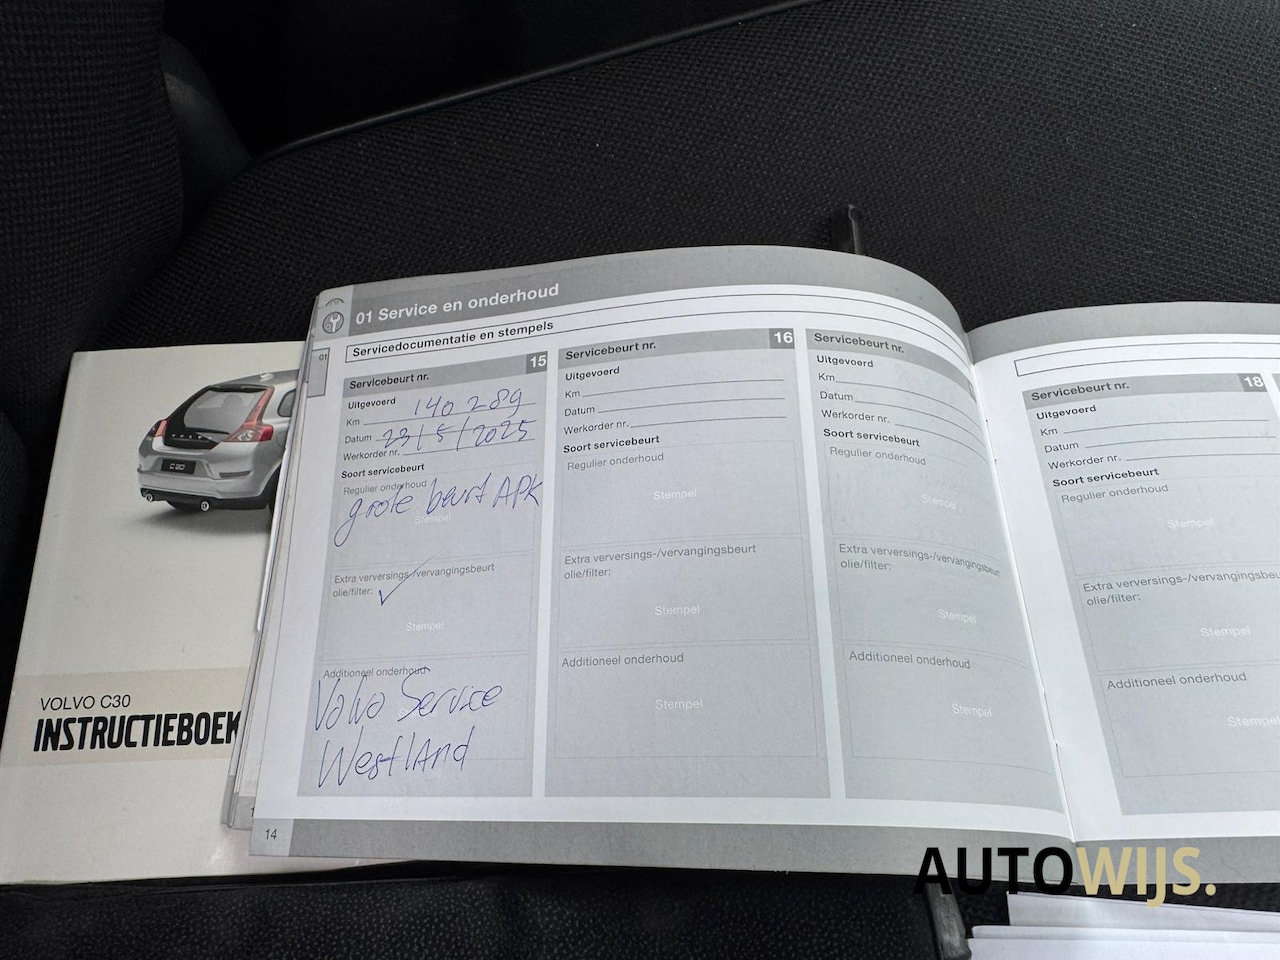 01 Service en onderhoud
Servicedocumentatie en stempels
01
Servicebeurt nr. 15
Uitgevoerd
Km 140 289
Datum 23/5/2025
Werkorder nr.
Soort servicebeurt
Regulier onderhoud
grote beurt APK
Stempel
Extra verversings-/vervangingsbeurt
olie/filter: ✓
Stempel
Additioneel onderhoud
Volvo Service
Westland
Servicebeurt nr. 16
Uitgevoerd
Km
Datum
Werkorder nr.
Soort servicebeurt
Regulier onderhoud
Stempel
Extra verversings-/vervangingsbeurt
olie/filter:
Stempel
Additioneel onderhoud
Stempel
Servicebeurt nr.
Uitgevoerd
Km
Datum
Werkorder nr.
Soort servicebeurt
Regulier onderhoud
Stempel
Extra verversings-/vervangingsbeurt
olie/filter:
Stempel
Additioneel onderhoud
Stempel
14
Servicebeurt nr. 18
Uitgevoerd
Km
Datum
Werkorder nr.
Soort servicebeurt
Regulier onderhoud
Stempel
Extra verversings-/vervangingsbeu
olie/filter:
Stempel
Additioneel onderhoud
Stempel
C30
VOLVO C30
INSTRUCTIEBOEK
AUTOWIJS.